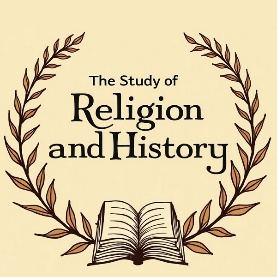 The Study of
Religion
and History